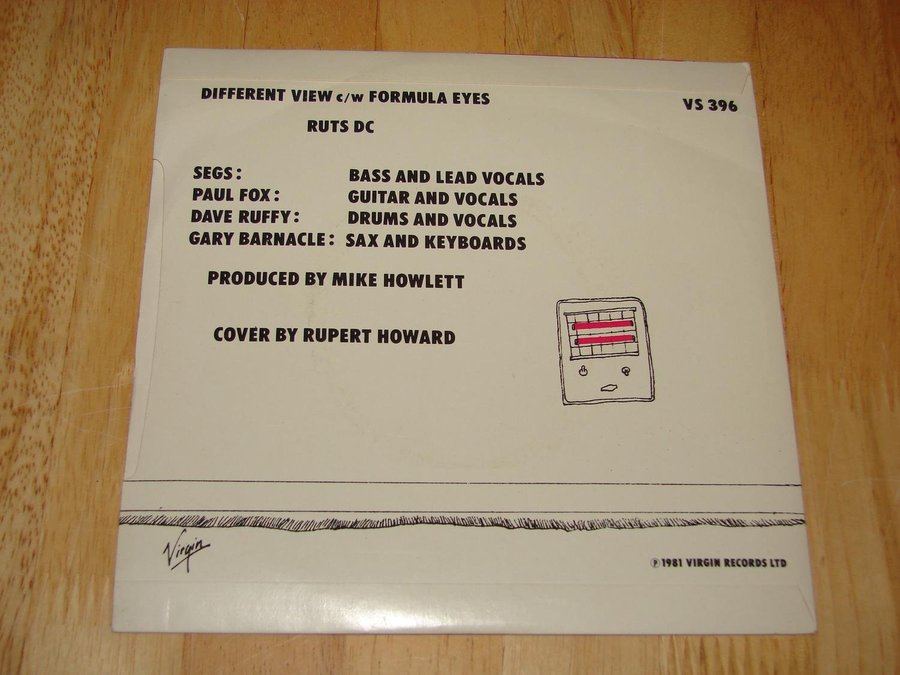 DIFFERENT VIEW c/w FORMULA EYES
VS 396
RUTS DC
SEGS: BASS AND LEAD VOCALS
PAUL FOX: GUITAR AND VOCALS
DAVE RUFFY: DRUMS AND VOCALS
GARY BARNACLE: SAX AND KEYBOARDS
PRODUCED BY MIKE HOWLETT
COVER BY RUPERT HOWARD
Virgin
℗ 1981 VIRGIN RECORDS LTD